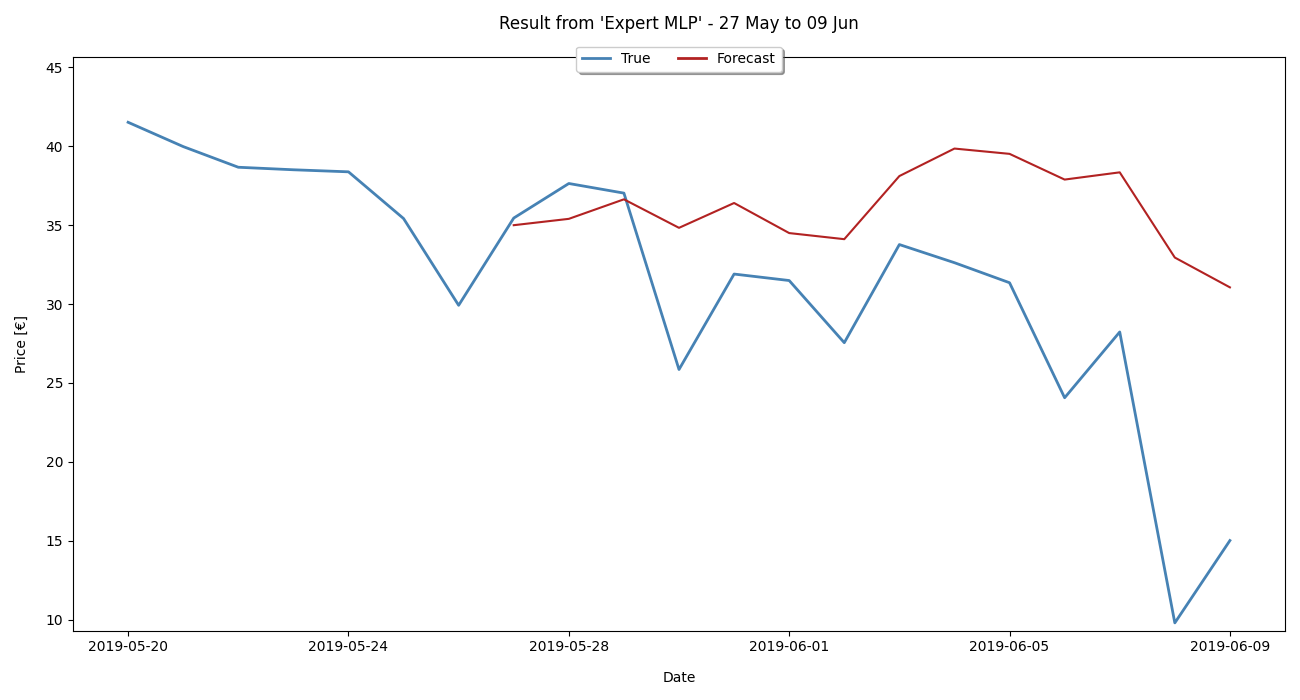 Result from 'Expert MLP' - 27 May to 09 Jun
True Forecast
45
40
35
30
25
20
15
10
Price [€]
2019-05-20 2019-05-24 2019-05-28 2019-06-01 2019-06-05 2019-06-09
Date